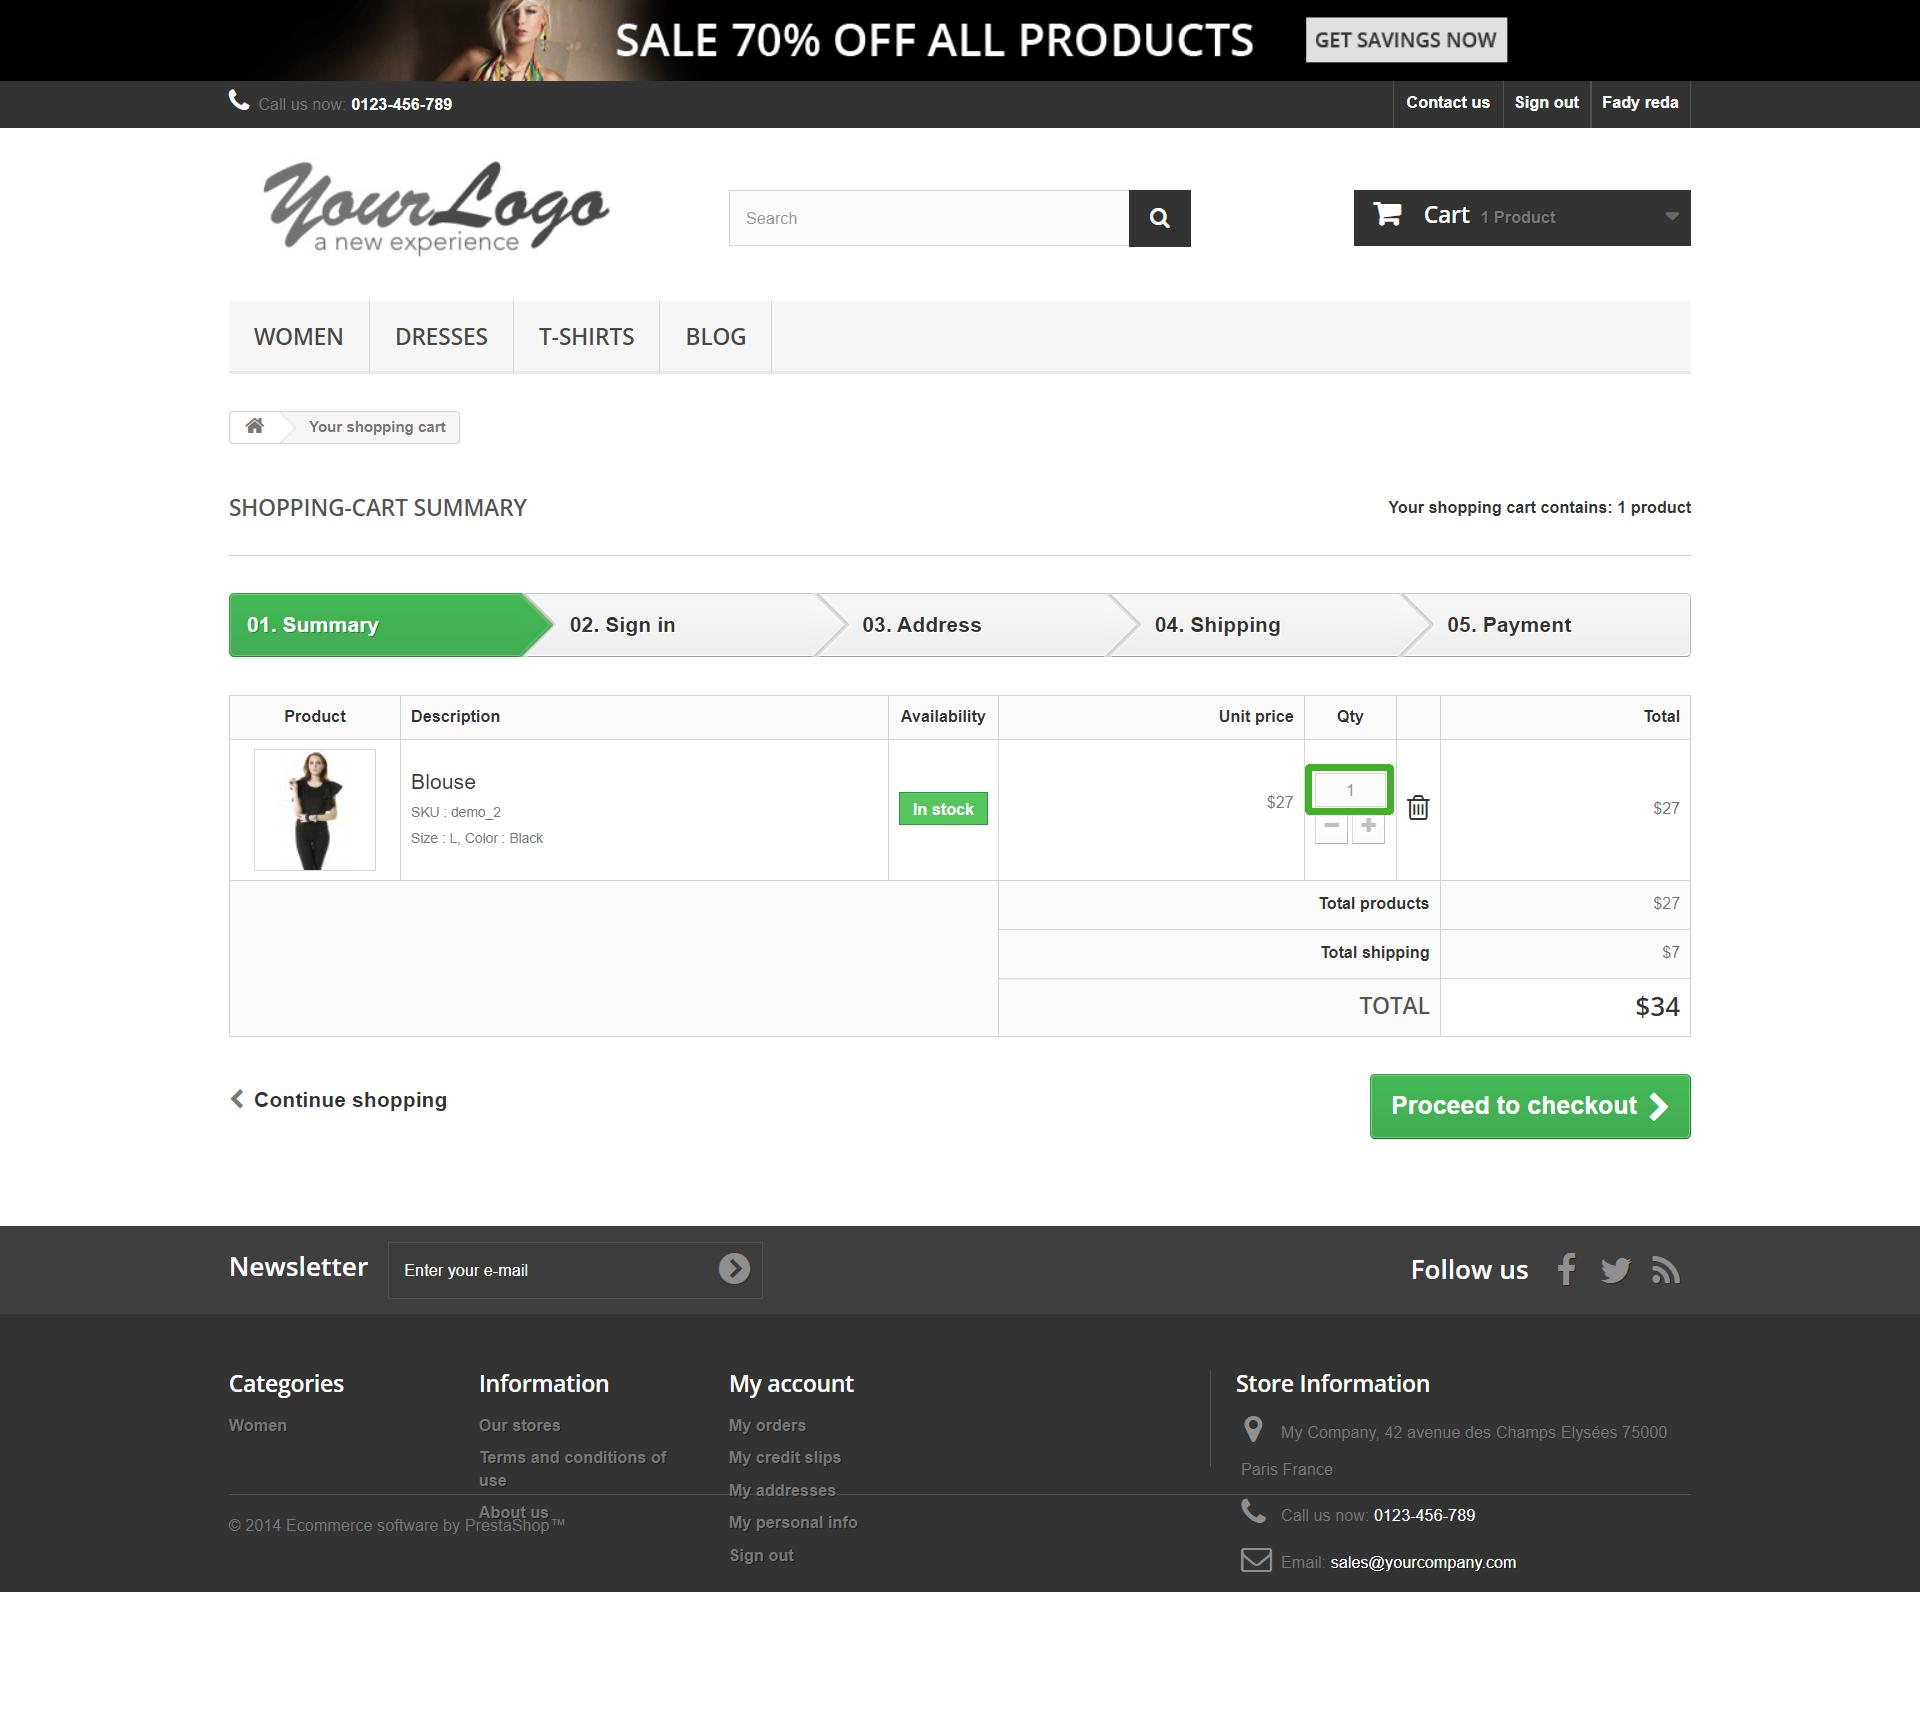 SALE 70% OFF ALL PRODUCTS GET SAVINGS NOW
Call us now: 0123-456-789
Contact us Sign out Fady reda
YourLogo
a new experience
Search
Cart 1 Product
WOMEN DRESSES T-SHIRTS BLOG
Your shopping cart
SHOPPING-CART SUMMARY
Your shopping cart contains: 1 product
01. Summary 02. Sign in 03. Address 04. Shipping 05. Payment
Product Description Availability Unit price Qty Total
Blouse
SKU : demo_2
Size : L, Color : Black
In stock
$27
1
$27
Total products $27
Total shipping $7
TOTAL $34
Continue shopping
Proceed to checkout
Newsletter
Enter your e-mail
Follow us
Categories
Women
Information
Our stores
Terms and conditions of
use
About us
My account
My orders
My credit slips
My addresses
My personal info
Sign out
Store Information
My Company, 42 avenue des Champs Elysées 75000
Paris France
Call us now: 0123-456-789
Email: sales@yourcompany.com
© 2014 Ecommerce software by PrestaShop™